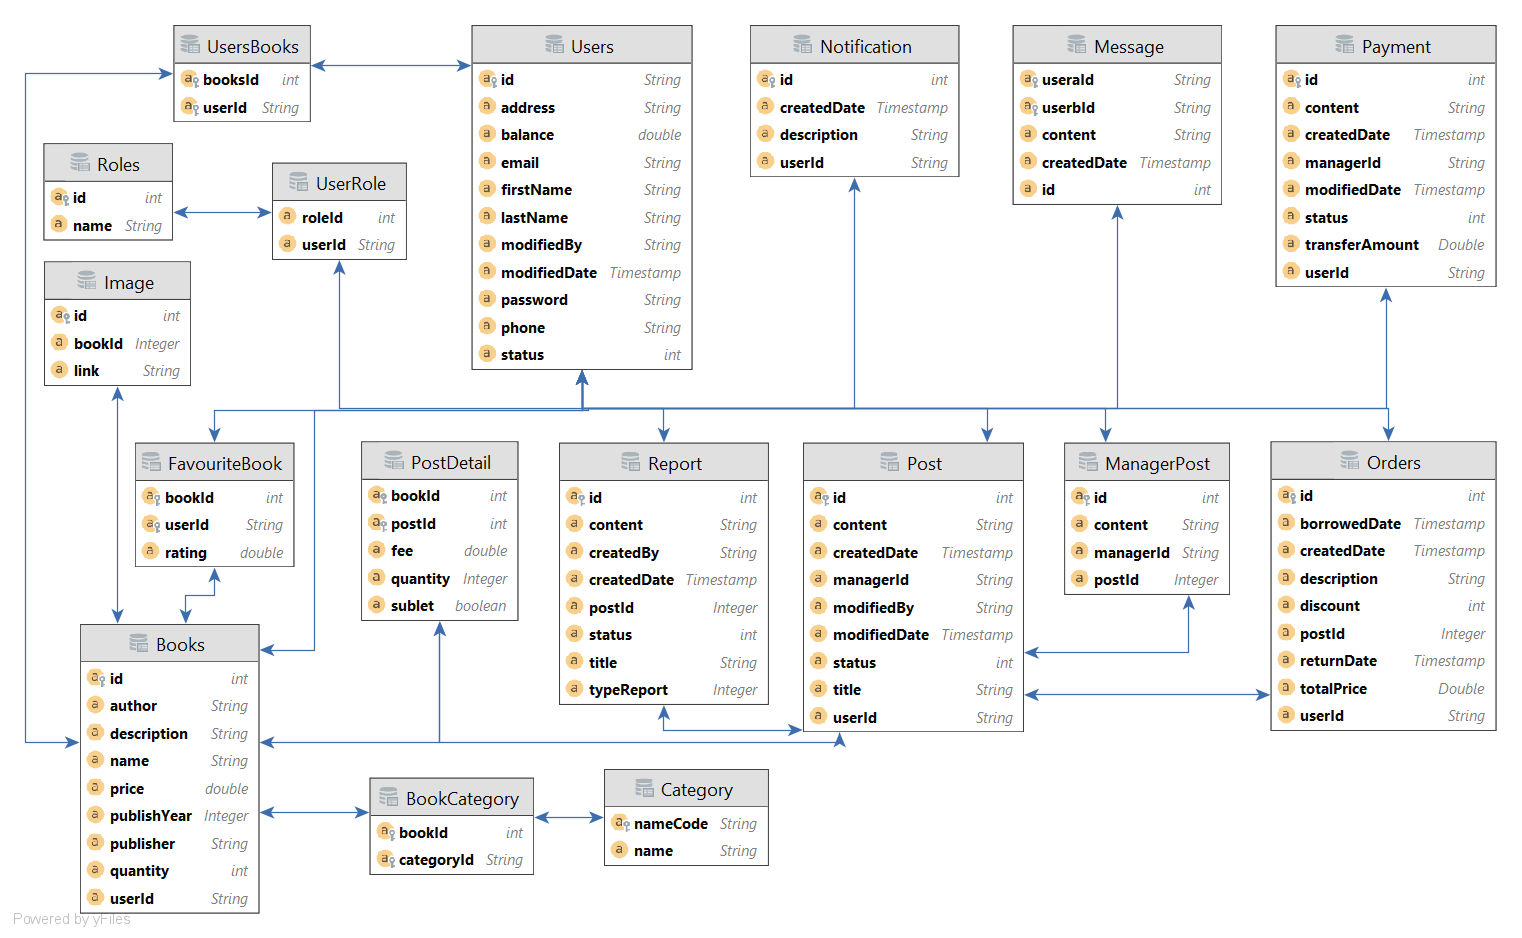 UsersBooks
booksId int
userId String
Users
id String
address String
balance double
email String
firstName String
lastName String
modifiedBy String
modifiedDate Timestamp
password String
phone String
status int
Notification
id int
createdDate Timestamp
description String
userId String
Message
useraId String
userbId String
content String
createdDate Timestamp
id int
Payment
id int
content String
createdDate Timestamp
managerId String
modifiedDate Timestamp
status int
transferAmount Double
userId String
Roles
id int
name String
UserRole
roleId int
userId String
Image
id int
bookId Integer
link String
FavouriteBook
bookId int
userId String
rating double
PostDetail
bookId int
postId int
fee double
quantity Integer
sublet boolean
Report
id int
content String
createdBy String
createdDate Timestamp
postId Integer
status int
title String
typeReport Integer
Post
id int
content String
createdDate Timestamp
managerId String
modifiedBy String
modifiedDate Timestamp
status int
title String
userId String
ManagerPost
id int
content String
managerId String
postId Integer
Orders
id int
borrowedDate Timestamp
createdDate Timestamp
description String
discount int
postId Integer
returnDate Timestamp
totalPrice Double
userId String
Books
id int
author String
description String
name String
price double
publishYear Integer
publisher String
quantity int
userId String
BookCategory
bookId int
categoryId String
Category
nameCode String
name String
Powered by yFiles